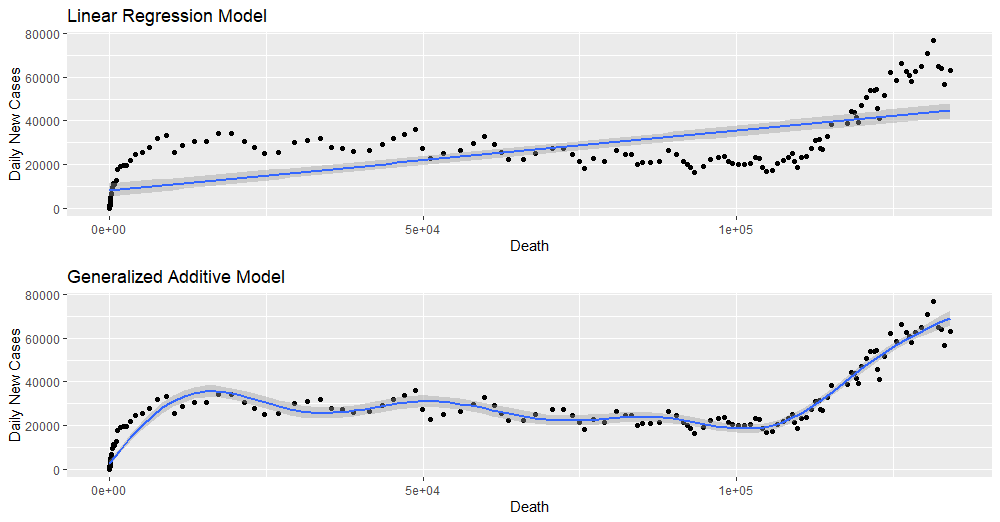 Linear Regression Model
80000
60000
40000
20000
0
Daily New Cases
0e+00 5e+04 1e+05
Death
Generalized Additive Model
80000
60000
40000
20000
0
Daily New Cases
0e+00 5e+04 1e+05
Death